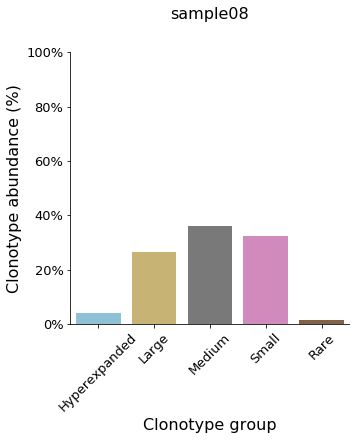 sample08
100%
80%
60%
40%
20%
0%
Clonotype abundance (%)
Hyperexpanded
Large
Medium
Small
Rare
Clonotype group